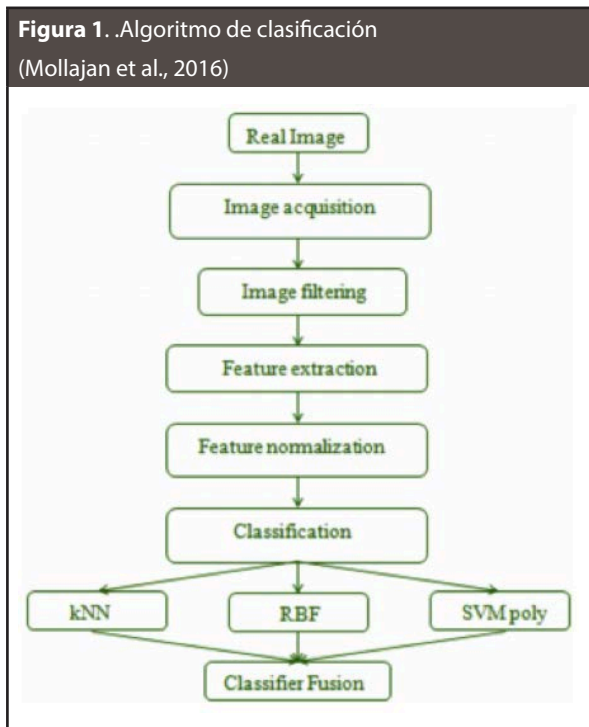 Figura 1. .Algoritmo de clasificación
(Mollajan et al., 2016)
Real Image
Image acquisition
Image filtering
Feature extraction
Feature normalization
Classification
kNN RBF SVM poly
Classifier Fusion